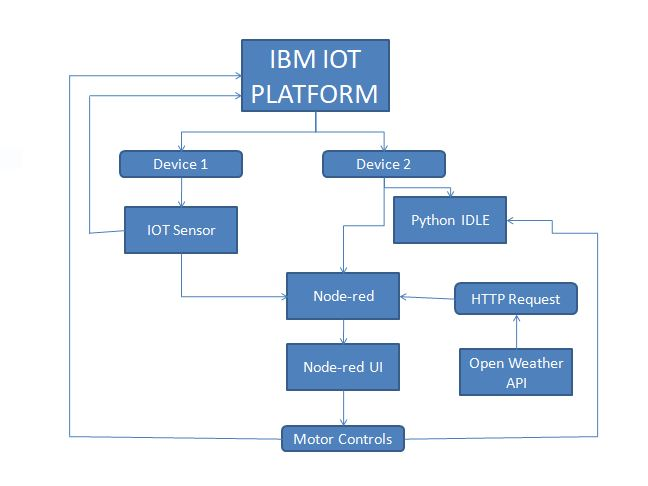 IBM IOT
PLATFORM
Device 1
Device 2
IOT Sensor
Python IDLE
Node-red
HTTP Request
Node-red UI
Open Weather
API
Motor Controls